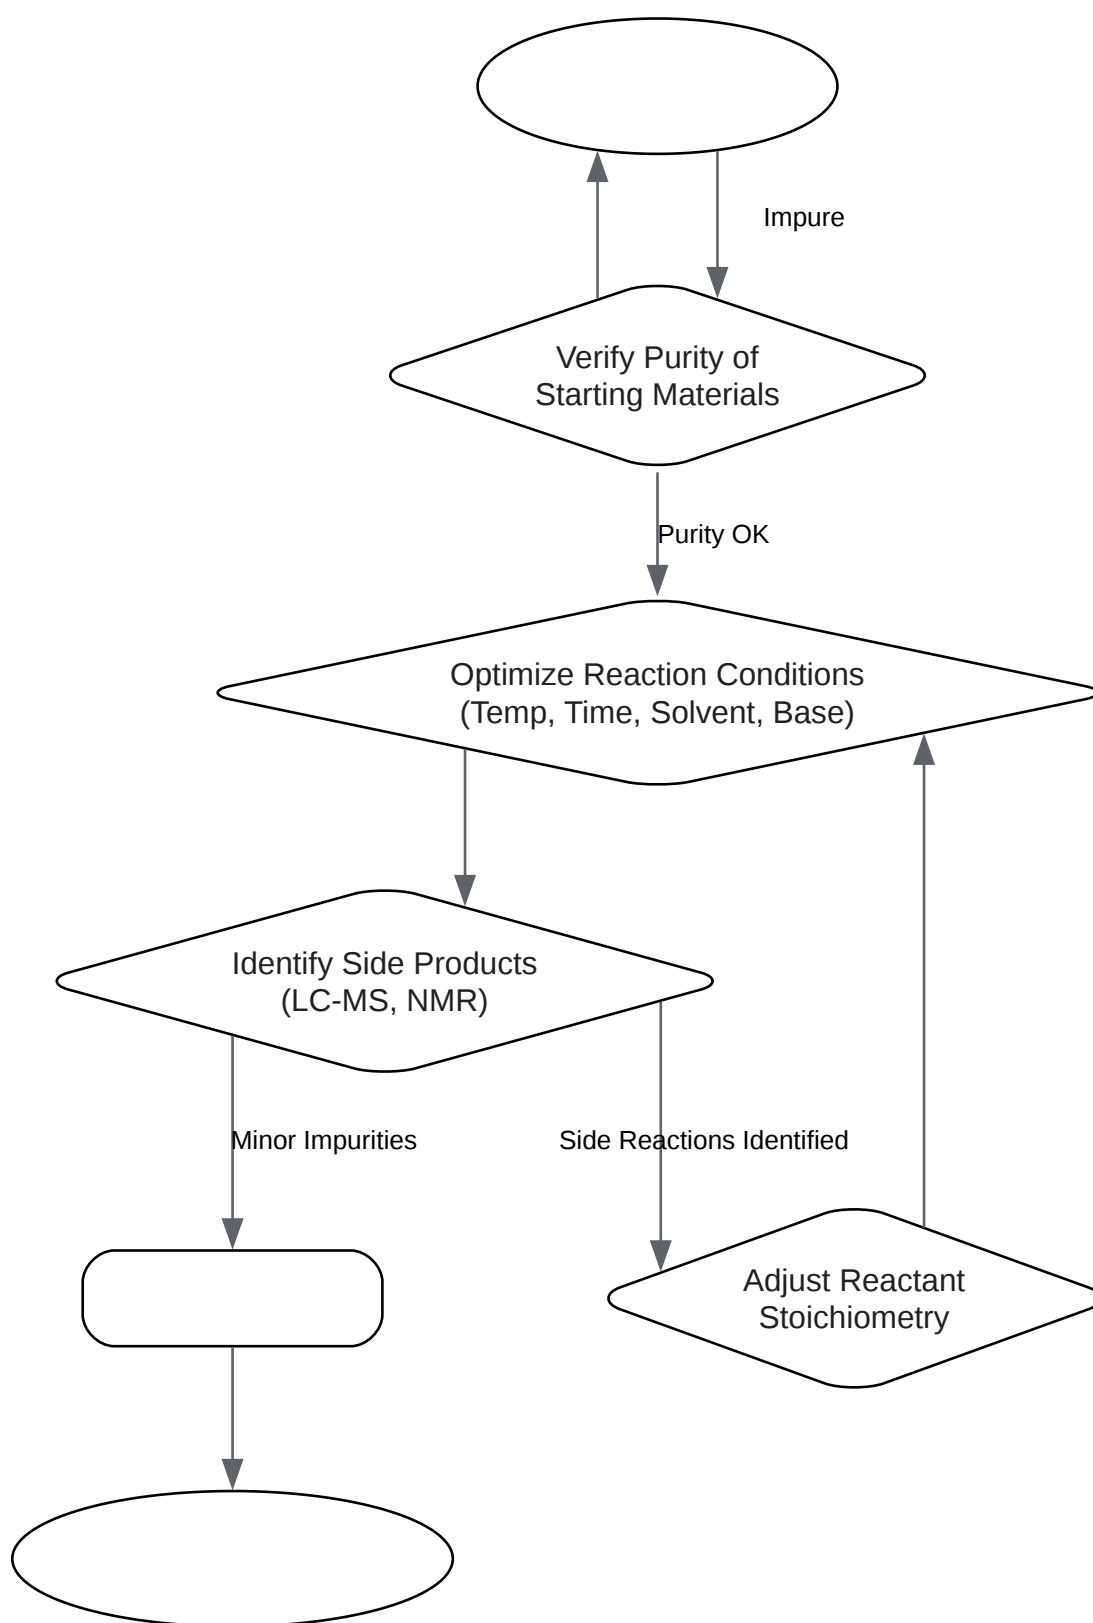 Impure
Verify Purity of
Starting Materials
Purity OK
Optimize Reaction Conditions
(Temp, Time, Solvent, Base)
Identify Side Products
(LC-MS, NMR)
Minor Impurities
Side Reactions Identified
Adjust Reactant
Stoichiometry